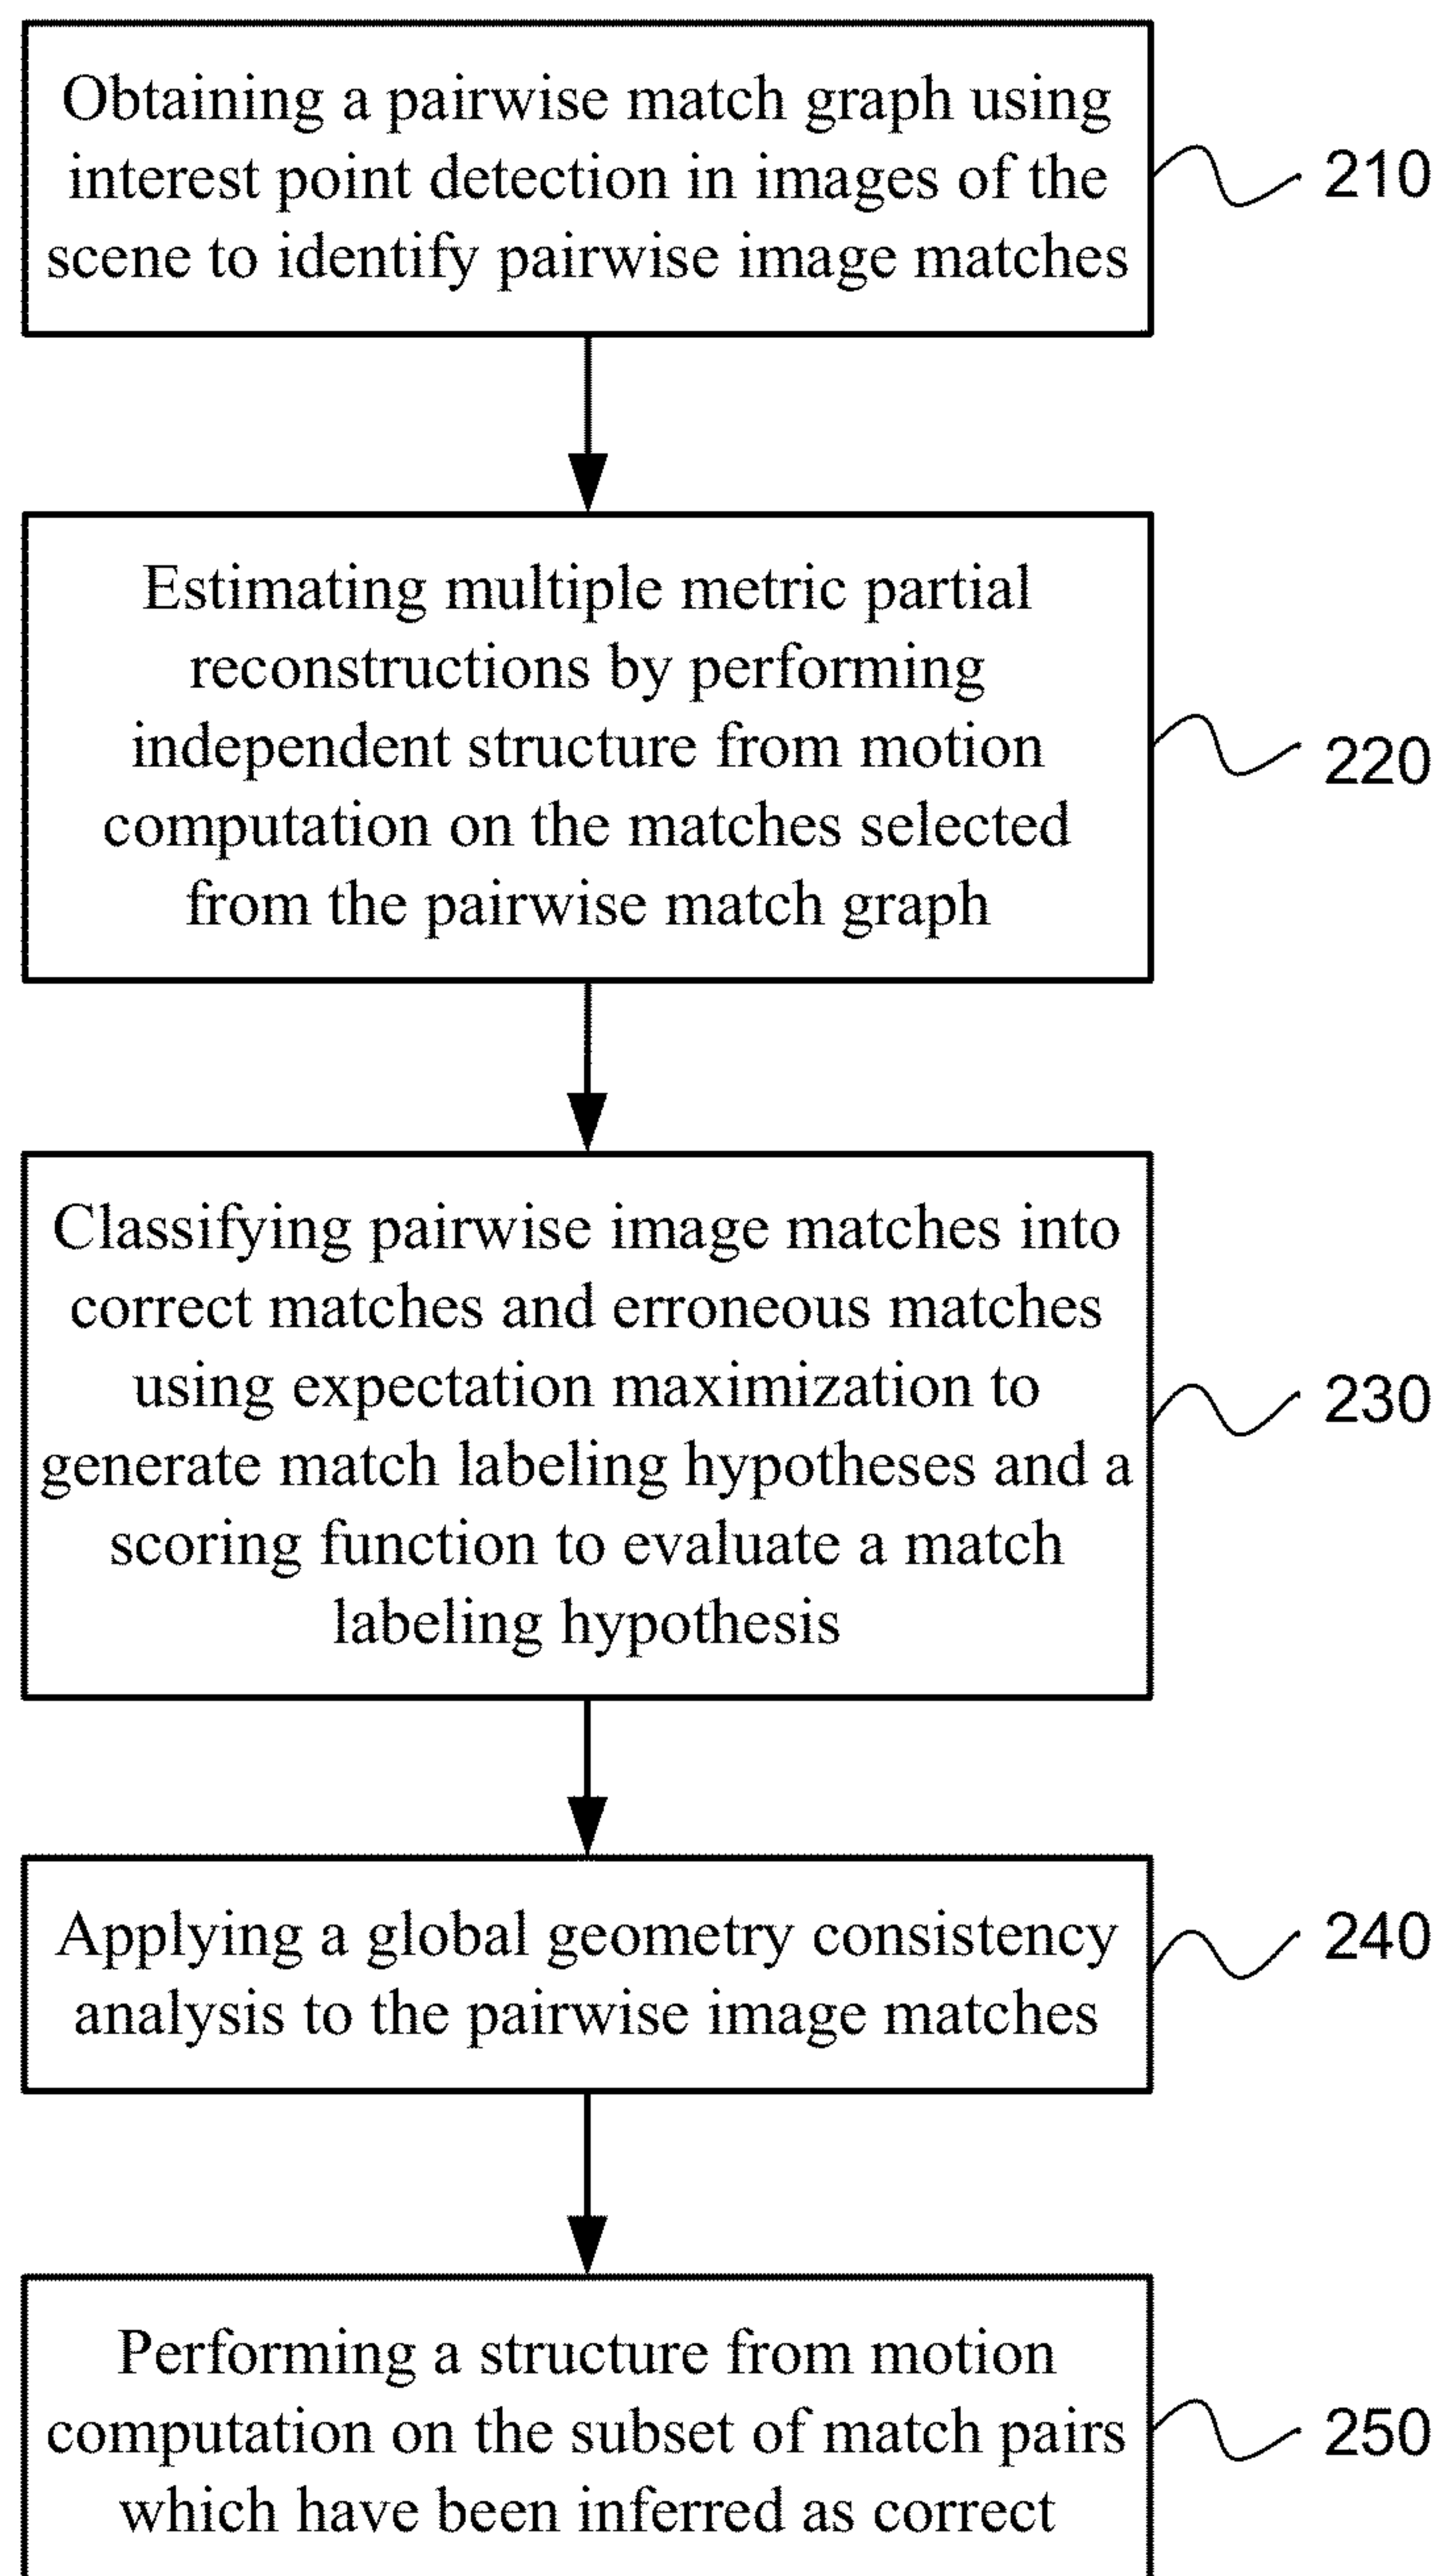 Obtaining a pairwise match graph using
interest point detection in images of the
scene to identify pairwise image matches
210
Estimating multiple metric partial
reconstructions by performing
independent structure from motion
computation on the matches selected
from the pairwise match graph
220
Classifying pairwise image matches into
correct matches and erroneous matches
using expectation maximization to
generate match labeling hypotheses and a
scoring function to evaluate a match
labeling hypothesis
230
Applying a global geometry consistency
analysis to the pairwise image matches
240
Performing a structure from motion
computation on the subset of match pairs
which have been inferred as correct
250